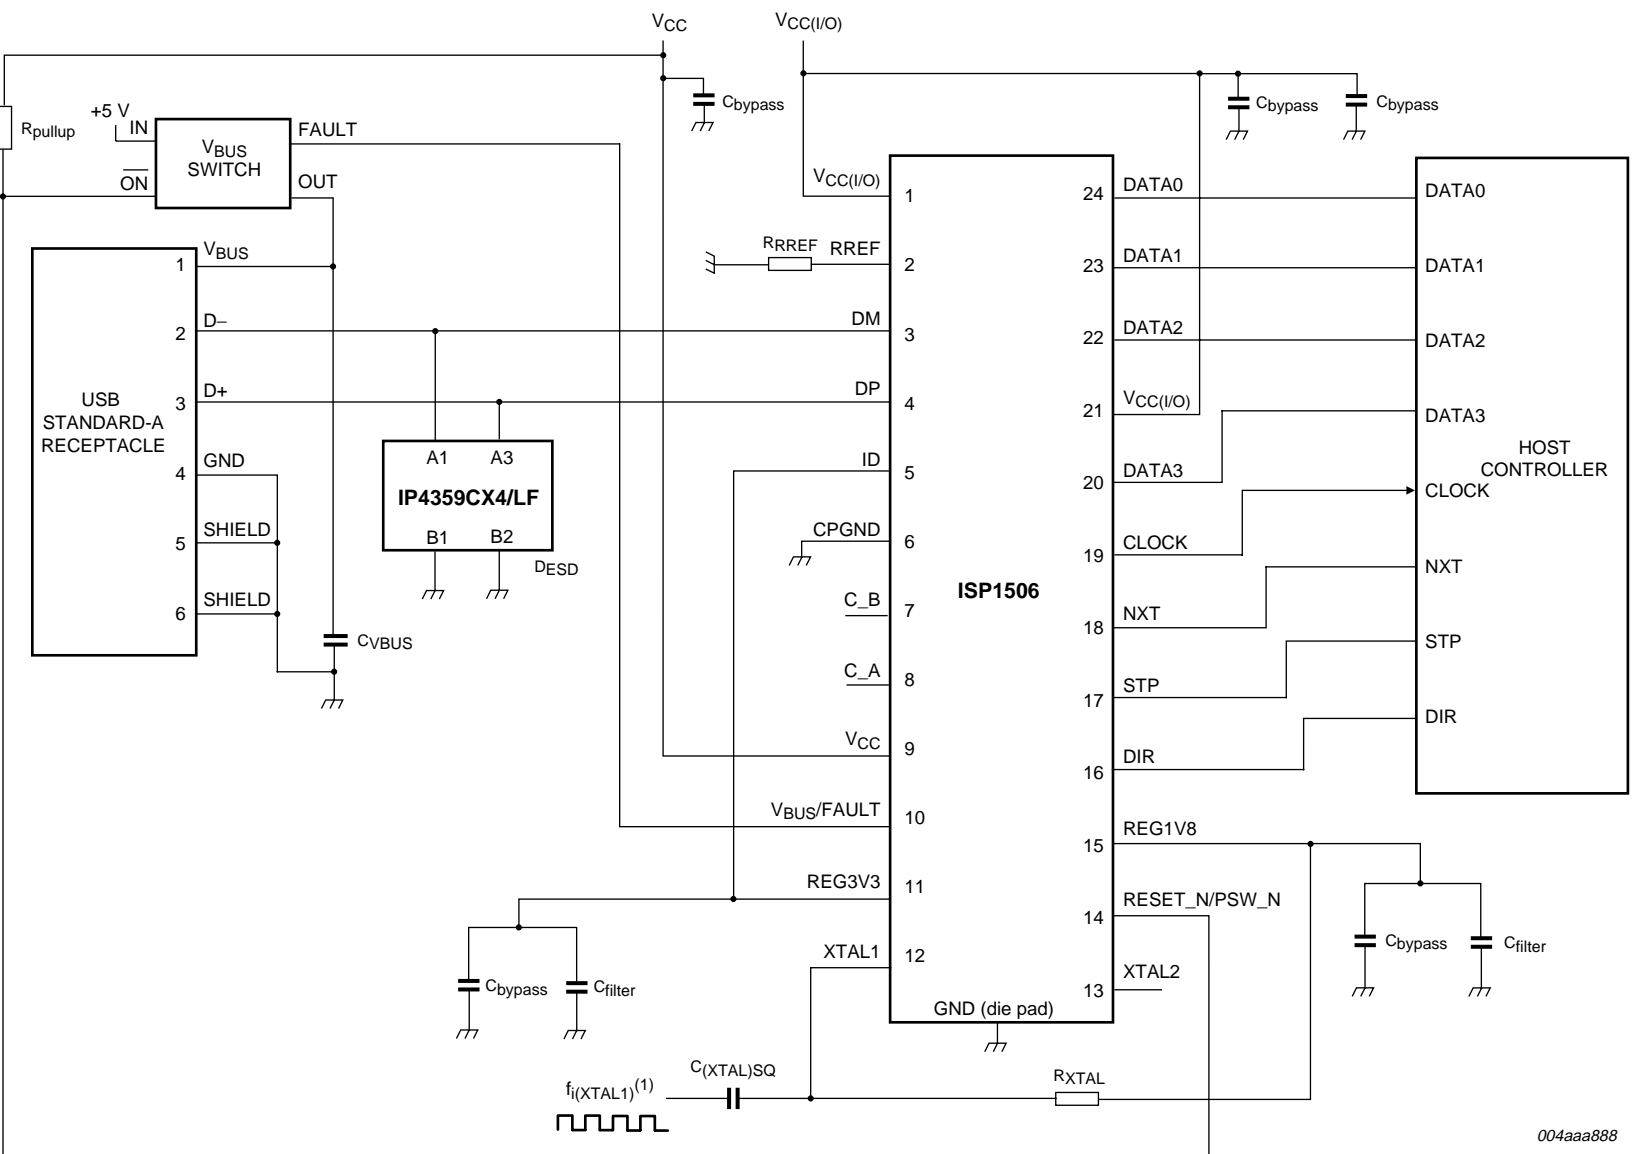 VCC
VCC(I/O)
Cbypass
Cbypass
Cbypass
Rpullup
+5 V
IN
ON
VBUS
SWITCH
FAULT
OUT
USB
STANDARD-A
RECEPTACLE
1
VBUS
2
D−
3
D+
4
GND
5
SHIELD
6
SHIELD
CVBUS
A1
A3
IP4359CX4/LF
B1
B2
DESD
VCC(I/O)
1
RRREF
RREF
2
DM
3
DP
4
ID
5
CPGND
6
C_B
7
C_A
8
VCC
9
VBUS/FAULT
10
REG3V3
11
XTAL1
12
Cbypass
Cfilter
ISP1506
GND (die pad)
24
DATA0
23
DATA1
22
DATA2
21
VCC(I/O)
20
DATA3
19
CLOCK
18
NXT
17
STP
16
DIR
15
REG1V8
14
RESET_N/PSW_N
13
XTAL2
DATA0
DATA1
DATA2
DATA3
HOST
CONTROLLER
CLOCK
NXT
STP
DIR
Cbypass
Cfilter
C(XTAL)SQ
fi(XTAL1)(1)
RXTAL
004aaa888